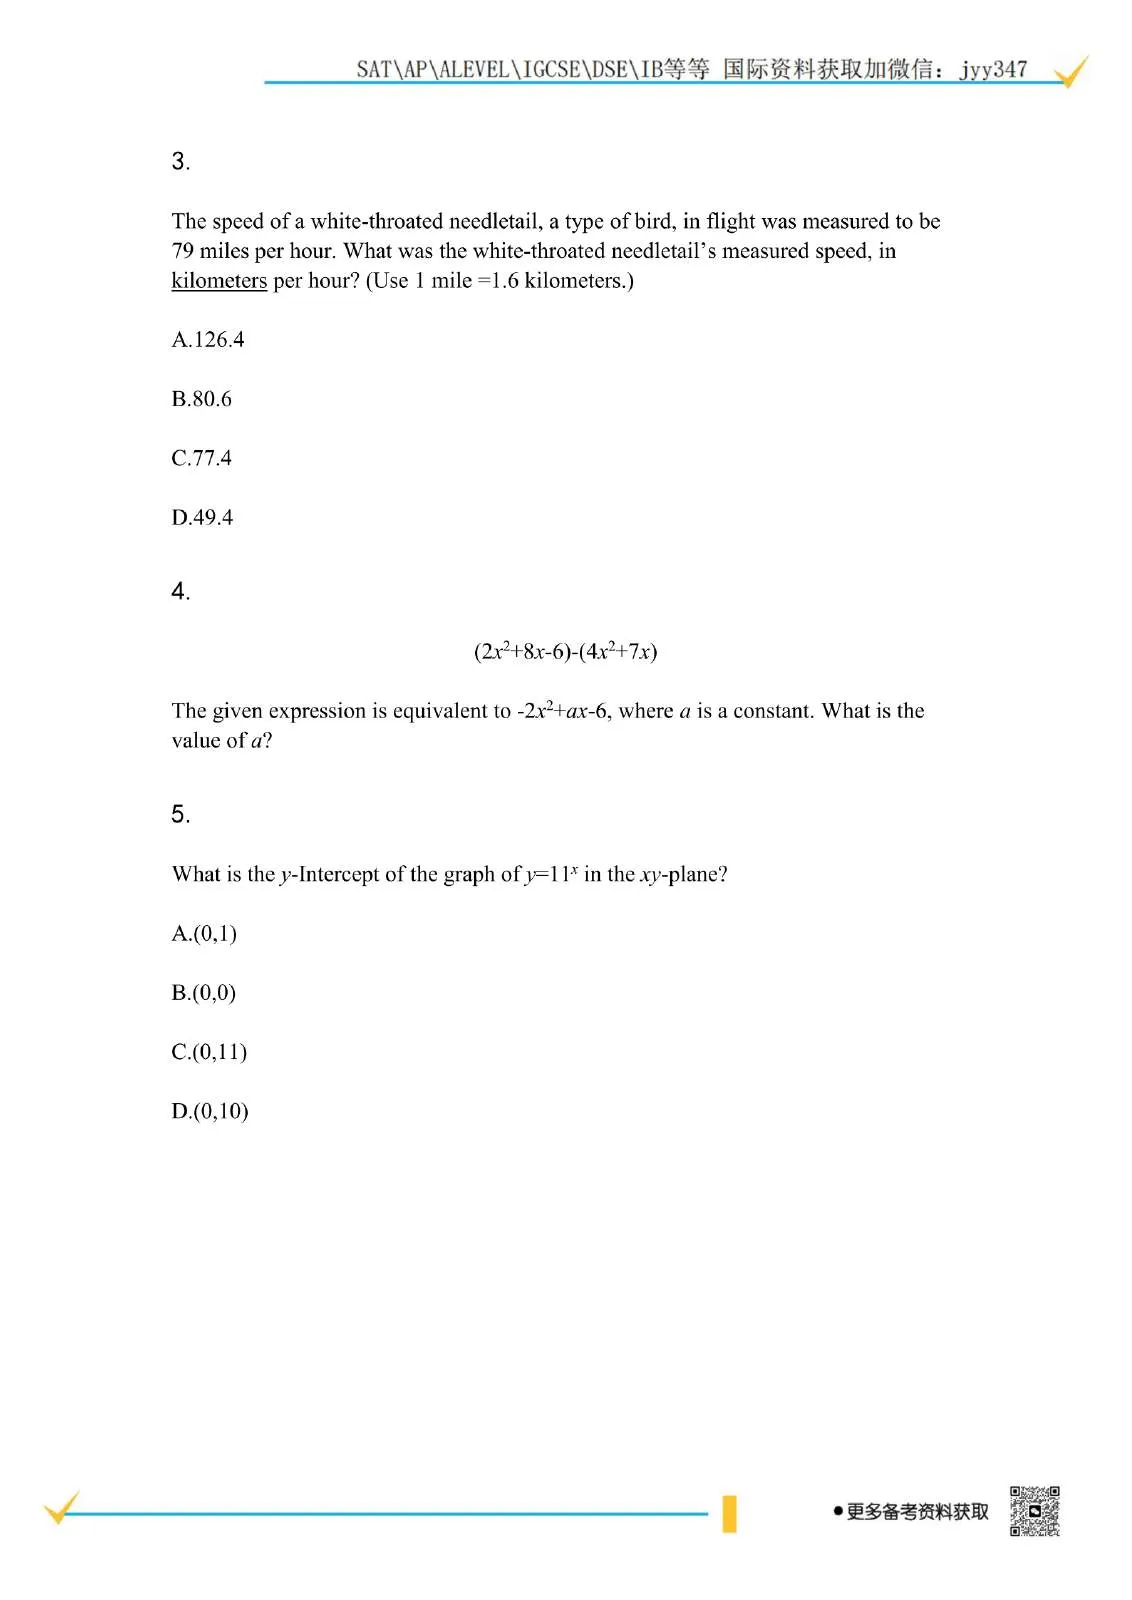 SAT\AP\ALEVEL\IGCSE\DSE\IB等等 国际资料获取加微信：jyy347
3.
The speed of a white-throated needletail, a type of bird, in flight was measured to be
79 miles per hour. What was the white-throated needletail's measured speed, in
kilometers per hour? (Use 1 mile =1.6 kilometers.)
A.126.4
B.80.6
C.77.4
D.49.4
4.
(2x²+8x-6)-(4x²+7x)
The given expression is equivalent to -2x²+ax-6, where a is a constant. What is the
value of a?
5.
What is the y-Intercept of the graph of y=11ˣ in the xy-plane?
A.(0,1)
B.(0,0)
C.(0,11)
D.(0,10)
●更多备考资料获取